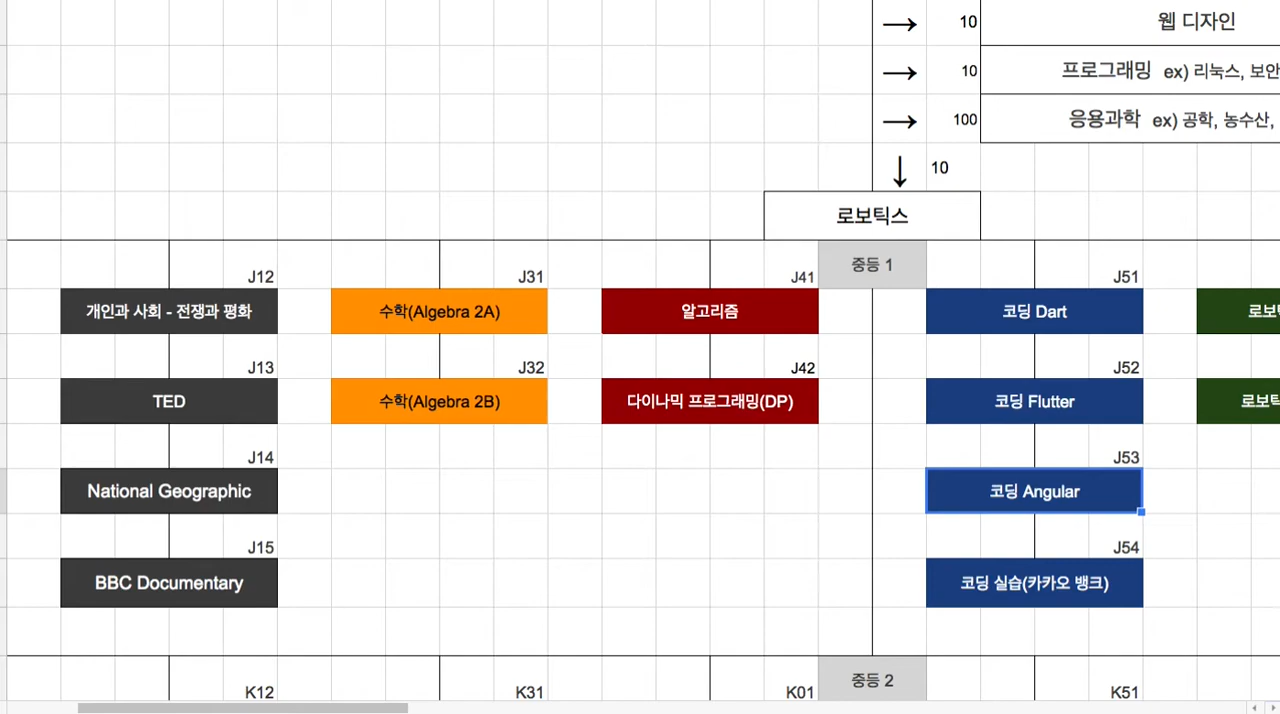 → 10 웹 디자인
→ 10 프로그래밍 ex) 리눅스, 보안
→ 100 응용과학 ex) 공학, 농수산,
↓ 10
로보틱스
중등 1
J12 J31 J41 J51
개인과 사회 - 전쟁과 평화 수학(Algebra 2A) 알고리즘 코딩 Dart
J13 J32 J42 J52
TED 수학(Algebra 2B) 다이나믹 프로그래밍(DP) 코딩 Flutter
J14 J53
National Geographic 코딩 Angular
J15 J54
BBC Documentary 코딩 실습(카카오 뱅크)
중등 2
K12 K31 K01 K51